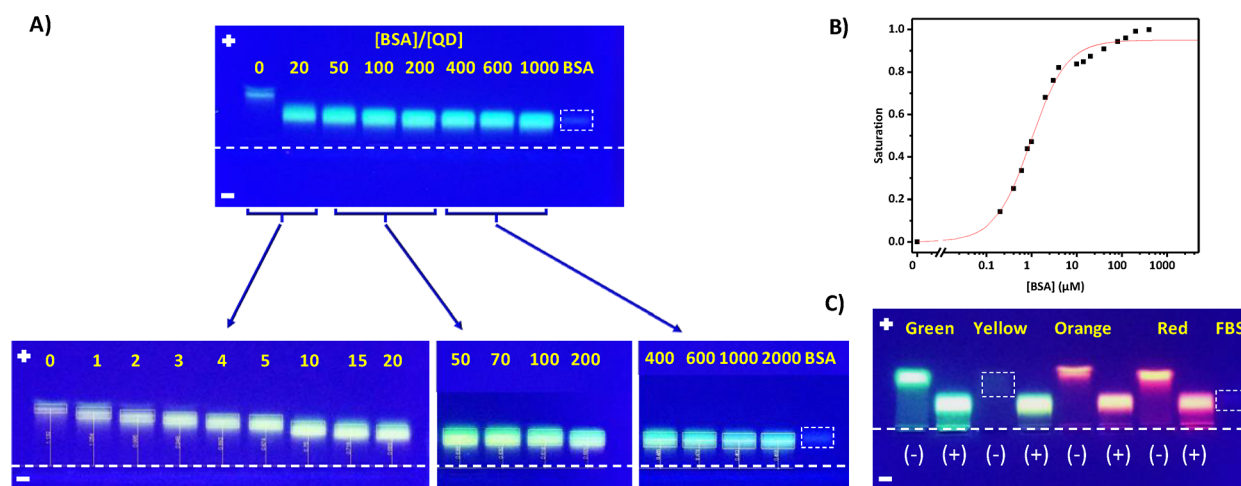 A)
+
[BSA]/[QD]
0 20 50 100 200 400 600 1000 BSA
−
+
0 1 2 3 4 5 10 15 20
−
50 70 100 200
400 600 1000 2000 BSA
B)
1.0
0.8
0.6
0.4
0.2
0.0
Saturation
0 0.1 1 10 100 1000
[BSA] (μM)
C)
+
Green Yellow Orange Red FBS
(-) (+) (-) (+) (-) (+) (-) (+)
−